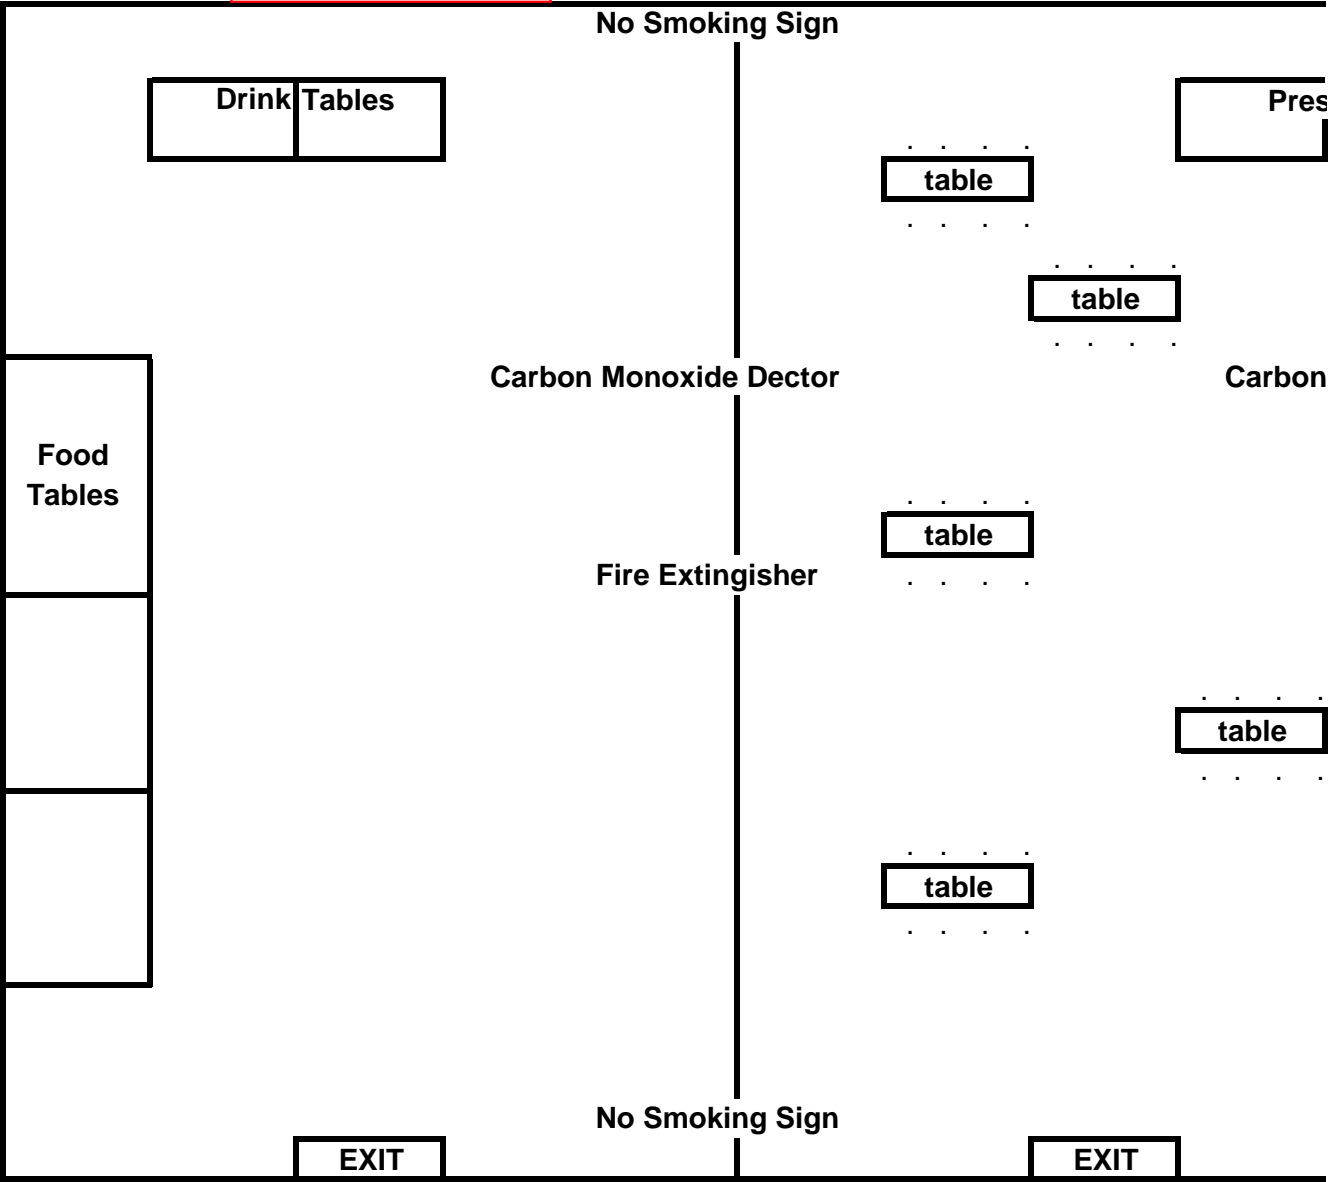 No Smoking Sign
Drink Tables
Pres
table
table
Carbon Monoxide Dector
Carbon
Food
Tables
table
Fire Extingisher
table
table
No Smoking Sign
EXIT
EXIT